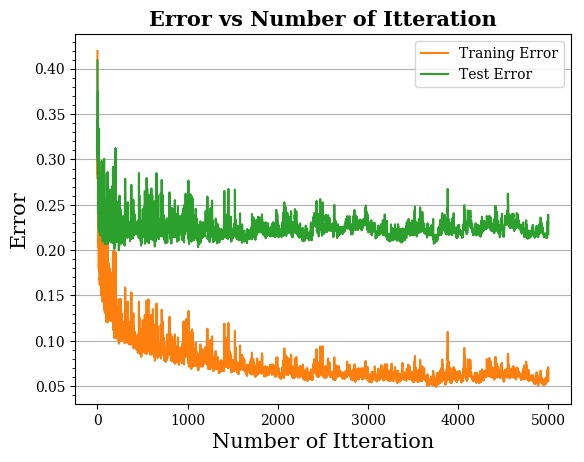 Error vs Number of Itteration
Traning Error
Test Error
Error
0.40
0.35
0.30
0.25
0.20
0.15
0.10
0.05
0 1000 2000 3000 4000 5000
Number of Itteration